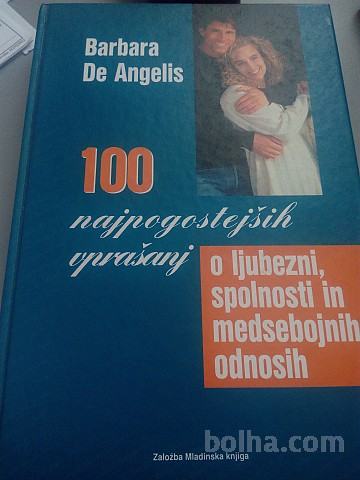 Barbara
De Angelis
100
najpogostejših
vprašanj
o ljubezni,
spolnosti in
medsebojnih
odnosih
Založba Mladinska knjiga
bolha.com